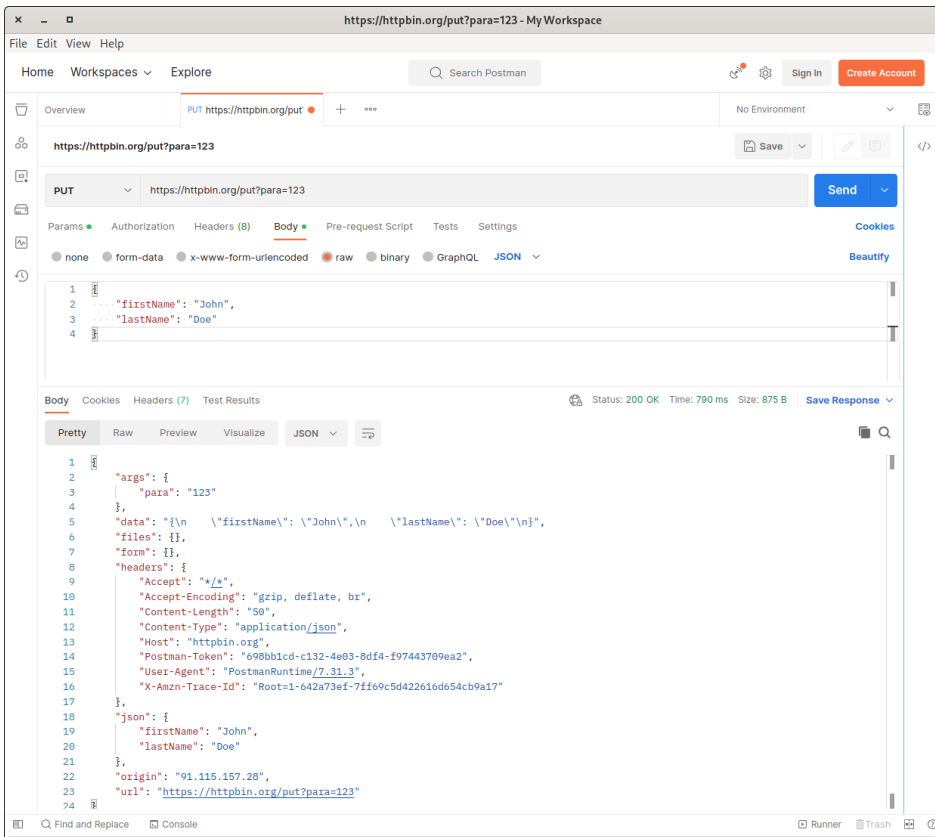 https://httpbin.org/put?para=123 - My Workspace
File Edit View Help
Home Workspaces Explore Search Postman Sign In Create Account
Overview PUT https://httpbin.org/put No Environment
https://httpbin.org/put?para=123 Save
PUT https://httpbin.org/put?para=123 Send
Params Authorization Headers (8) Body Pre-request Script Tests Settings Cookies
none form-data x-www-form-urlencoded raw binary GraphQL JSON Beautify
1 {
2 ····"firstName":·"John",
3 ····"lastName":·"Doe"
4 }
Body Cookies Headers (7) Test Results Status: 200 OK Time: 790 ms Size: 875 B Save Response
Pretty Raw Preview Visualize JSON
1 {
2 "args": {
3 "para": "123"
4 },
5 "data": "{\n    \"firstName\": \"John\",\n    \"lastName\": \"Doe\"\n}",
6 "files": {},
7 "form": {},
8 "headers": {
9 "Accept": "*/*",
10 "Accept-Encoding": "gzip, deflate, br",
11 "Content-Length": "50",
12 "Content-Type": "application/json",
13 "Host": "httpbin.org",
14 "Postman-Token": "698bb1cd-c132-4e03-8df4-f97443709ea2",
15 "User-Agent": "PostmanRuntime/7.31.3",
16 "X-Amzn-Trace-Id": "Root=1-642a73ef-7ff69c5d422616d654cb9a17"
17 },
18 "json": {
19 "firstName": "John",
20 "lastName": "Doe"
21 },
22 "origin": "91.115.157.28",
23 "url": "https://httpbin.org/put?para=123"
24 }
Find and Replace Console Runner Trash